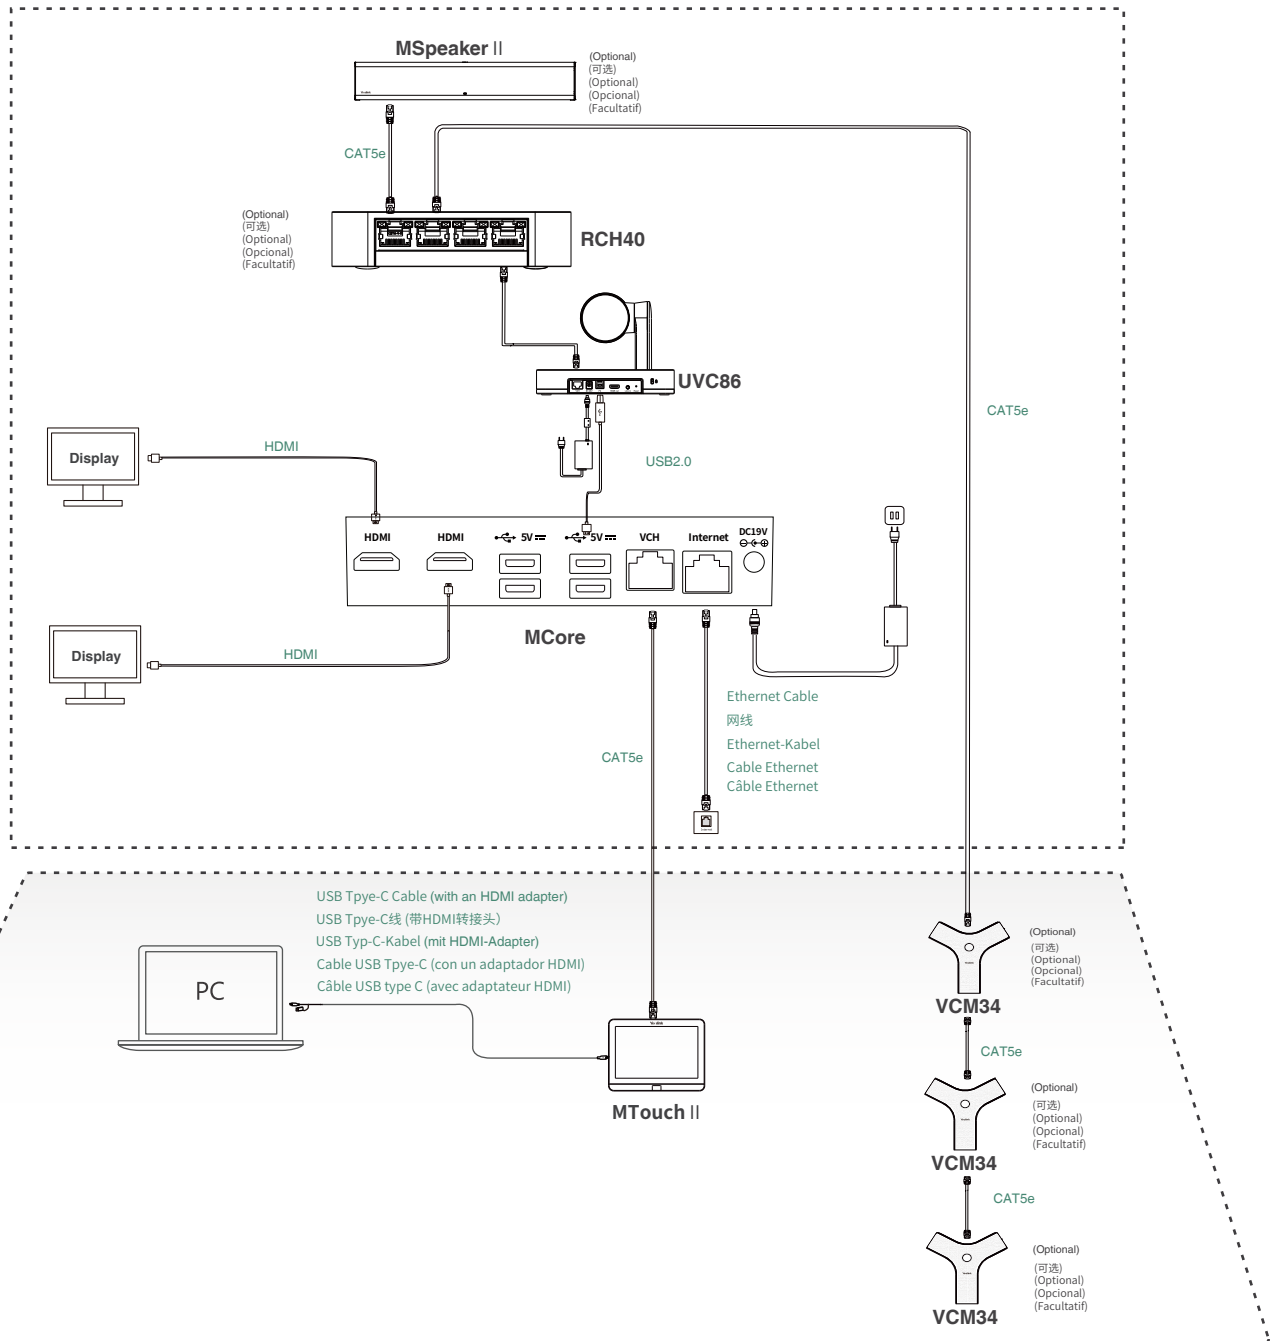 MSpeaker II
(Optional)
(可选)
(Optional)
(Opcional)
(Facultatif)
CAT5e
(Optional)
(可选)
(Optional)
(Opcional)
(Facultatif)
RCH40
UVC86
CAT5e
Display
HDMI
USB2.0
HDMI
HDMI
5V
5V
VCH
Internet
DC19V
MCore
Display
HDMI
Ethernet Cable
网线
Ethernet-Kabel
Cable Ethernet
Câble Ethernet
CAT5e
USB Tpye-C Cable (with an HDMI adapter)
USB Tpye-C线 (带HDMI转接头)
USB Typ-C-Kabel (mit HDMI-Adapter)
Cable USB Tpye-C (con un adaptador HDMI)
Câble USB type C (avec adaptateur HDMI)
PC
MTouch II
(Optional)
(可选)
(Optional)
(Opcional)
(Facultatif)
VCM34
CAT5e
(Optional)
(可选)
(Optional)
(Opcional)
(Facultatif)
VCM34
CAT5e
(Optional)
(可选)
(Optional)
(Opcional)
(Facultatif)
VCM34